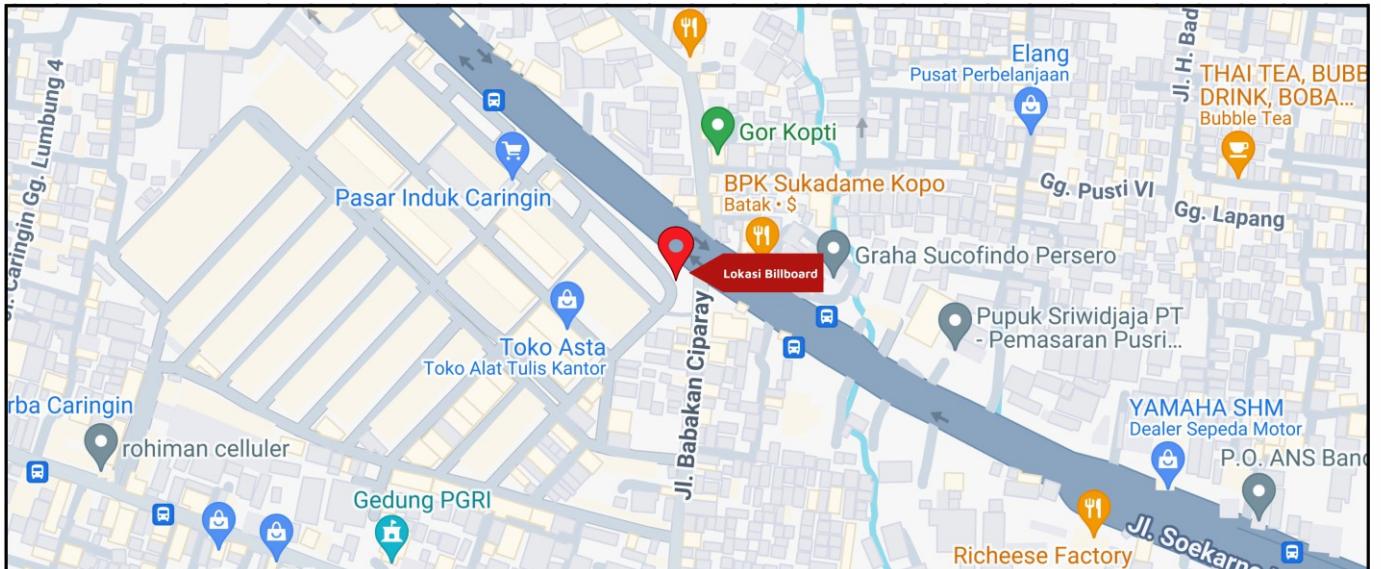 Jl. Caringin Gg. Lumbung 4
Elang
Pusat Perbelanjaan
Jl. H. Bad
THAI TEA, BUBB
DRINK, BOBA...
Bubble Tea
Gor Kopti
Pasar Induk Caringin
BPK Sukadame Kopo
Batak • $
Gg. Pusri VI
Gg. Lapang
Lokasi Billboard
Graha Sucofindo Persero
Toko Asta
Toko Alat Tulis Kantor
Jl. Babakan Ciparay
Pupuk Sriwidjaja PT
- Pemasaran Pusri...
rba Caringin
rohiman celluler
YAMAHA SHM
Dealer Sepeda Motor
P.O. ANS Band
Gedung PGRI
Richeese Factory
Jl. Soekarno